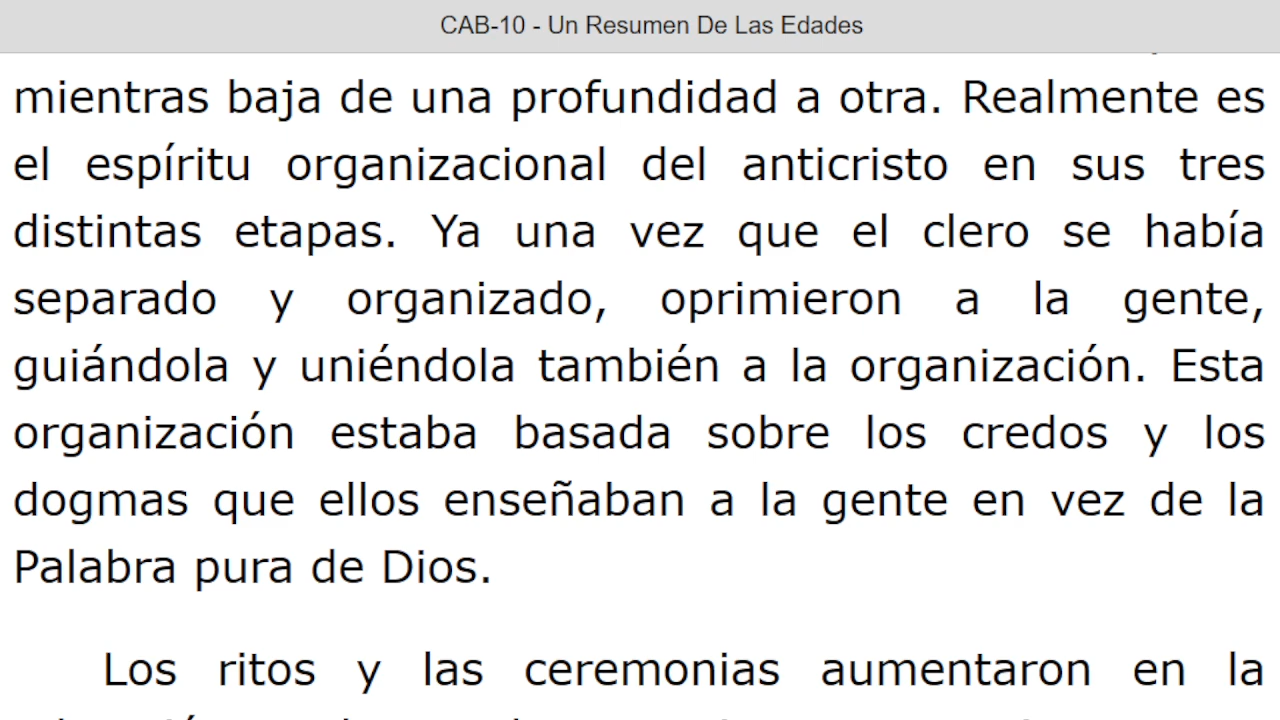 CAB-10 - Un Resumen De Las Edades
mientras baja de una profundidad a otra. Realmente es
el espíritu organizacional del anticristo en sus tres
distintas etapas. Ya una vez que el clero se había
separado y organizado, oprimieron a la gente,
guiándola y uniéndola también a la organización. Esta
organización estaba basada sobre los credos y los
dogmas que ellos enseñaban a la gente en vez de la
Palabra pura de Dios.
Los ritos y las ceremonias aumentaron en la